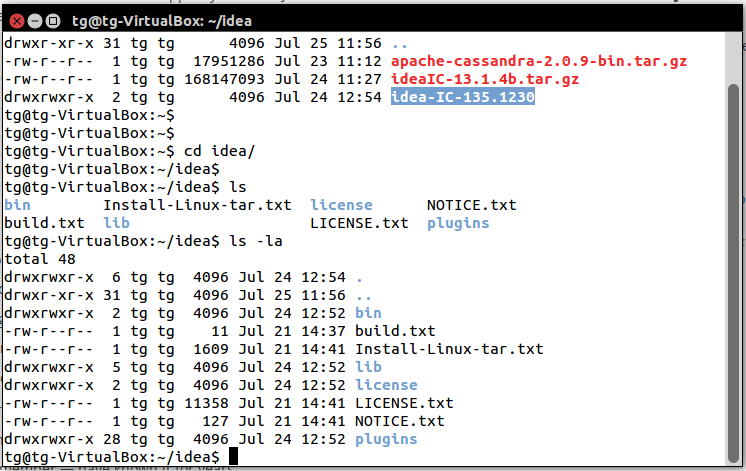 tg@tg-VirtualBox: ~/idea
drwxr-xr-x 31 tg tg      4096 Jul 25 11:56 ..
-rw-r--r--  1 tg tg  17951286 Jul 23 11:12 apache-cassandra-2.0.9-bin.tar.gz
-rw-r--r--  1 tg tg 168147093 Jul 24 11:27 ideaIC-13.1.4b.tar.gz
drwxrwxr-x  2 tg tg      4096 Jul 24 12:54 idea-IC-135.1230
tg@tg-VirtualBox:~$
tg@tg-VirtualBox:~$
tg@tg-VirtualBox:~$ cd idea/
tg@tg-VirtualBox:~/idea$
tg@tg-VirtualBox:~/idea$ ls
bin        Install-Linux-tar.txt  license      NOTICE.txt
build.txt  lib                    LICENSE.txt  plugins
tg@tg-VirtualBox:~/idea$ ls -la
total 48
drwxrwxr-x  6 tg tg  4096 Jul 24 12:54 .
drwxr-xr-x 31 tg tg  4096 Jul 25 11:56 ..
drwxrwxr-x  2 tg tg  4096 Jul 24 12:52 bin
-rw-r--r--  1 tg tg    11 Jul 21 14:37 build.txt
-rw-r--r--  1 tg tg  1609 Jul 21 14:41 Install-Linux-tar.txt
drwxrwxr-x  5 tg tg  4096 Jul 24 12:52 lib
drwxrwxr-x  2 tg tg  4096 Jul 24 12:52 license
-rw-r--r--  1 tg tg 11358 Jul 21 14:41 LICENSE.txt
-rw-r--r--  1 tg tg   127 Jul 21 14:41 NOTICE.txt
drwxrwxr-x 28 tg tg  4096 Jul 24 12:52 plugins
tg@tg-VirtualBox:~/idea$